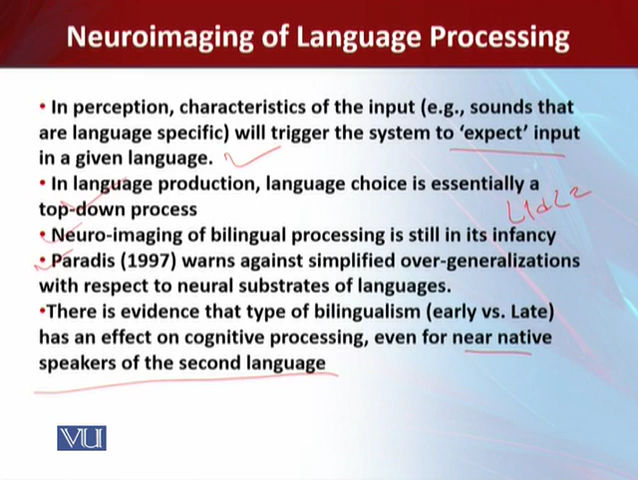 Neuroimaging of Language Processing
• In perception, characteristics of the input (e.g., sounds that
are language specific) will trigger the system to ‘expect’ input
in a given language.
• In language production, language choice is essentially a
top-down process
L1 L2
• Neuro-imaging of bilingual processing is still in its infancy
• Paradis (1997) warns against simplified over-generalizations
with respect to neural substrates of languages.
•There is evidence that type of bilingualism (early vs. Late)
has an effect on cognitive processing, even for near native
speakers of the second language
VU